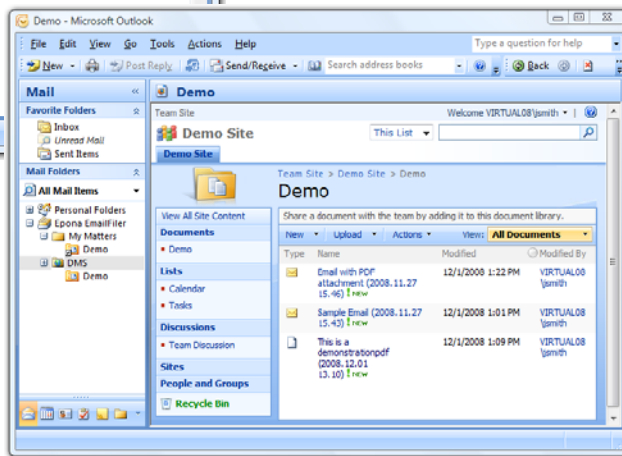 Demo - Microsoft Outlook
File Edit View Go Tools Actions Help
Type a question for help
New Post Reply Send/Receive Search address books Back
Mail
Favorite Folders
Inbox
Unread Mail
Sent Items
Mail Folders
All Mail Items
Personal Folders
Epona EmailFiler
My Matters
Demo
DMS
Demo
Demo
Team Site Welcome VIRTUAL08\jsmith
Demo Site This List
Demo Site
Team Site > Demo Site > Demo
Demo
View All Site Content
Documents
Demo
Lists
Calendar
Tasks
Discussions
Team Discussion
Sites
People and Groups
Recycle Bin
Share a document with the team by adding it to this document library.
New Upload Actions View: All Documents
Type Name Modified Modified By
Email with PDF 12/1/2008 1:22 PM VIRTUAL08
attachment (2008.11.27 \jsmith
15.46) ! NEW
Sample Email (2008.11.27 12/1/2008 1:01 PM VIRTUAL08
15.43) ! NEW \jsmith
This is a 12/1/2008 1:09 PM VIRTUAL08
demonstrationpdf \jsmith
(2008.12.01
13.10) ! NEW